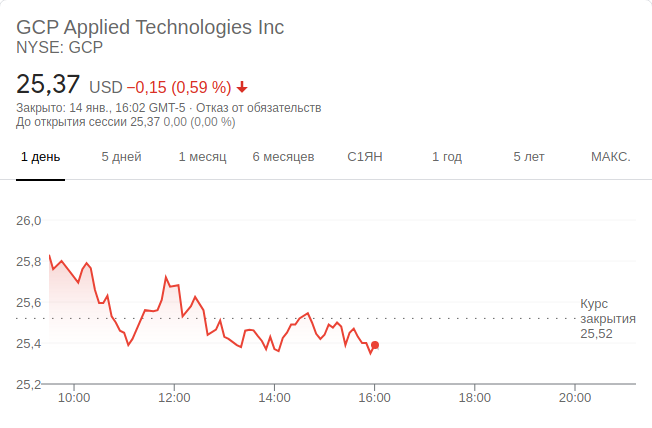 GCP Applied Technologies Inc
NYSE: GCP
25,37 USD −0,15 (0,59 %)
Закрыто: 14 янв., 16:02 GMT-5 · Отказ от обязательств
До открытия сессии 25,37 0,00 (0,00 %)
1 день 5 дней 1 месяц 6 месяцев С1ЯН 1 год 5 лет МАКС.
26,0
25,8
25,6
Курс
закрытия
25,52
25,4
25,2
10:00 12:00 14:00 16:00 18:00 20:00